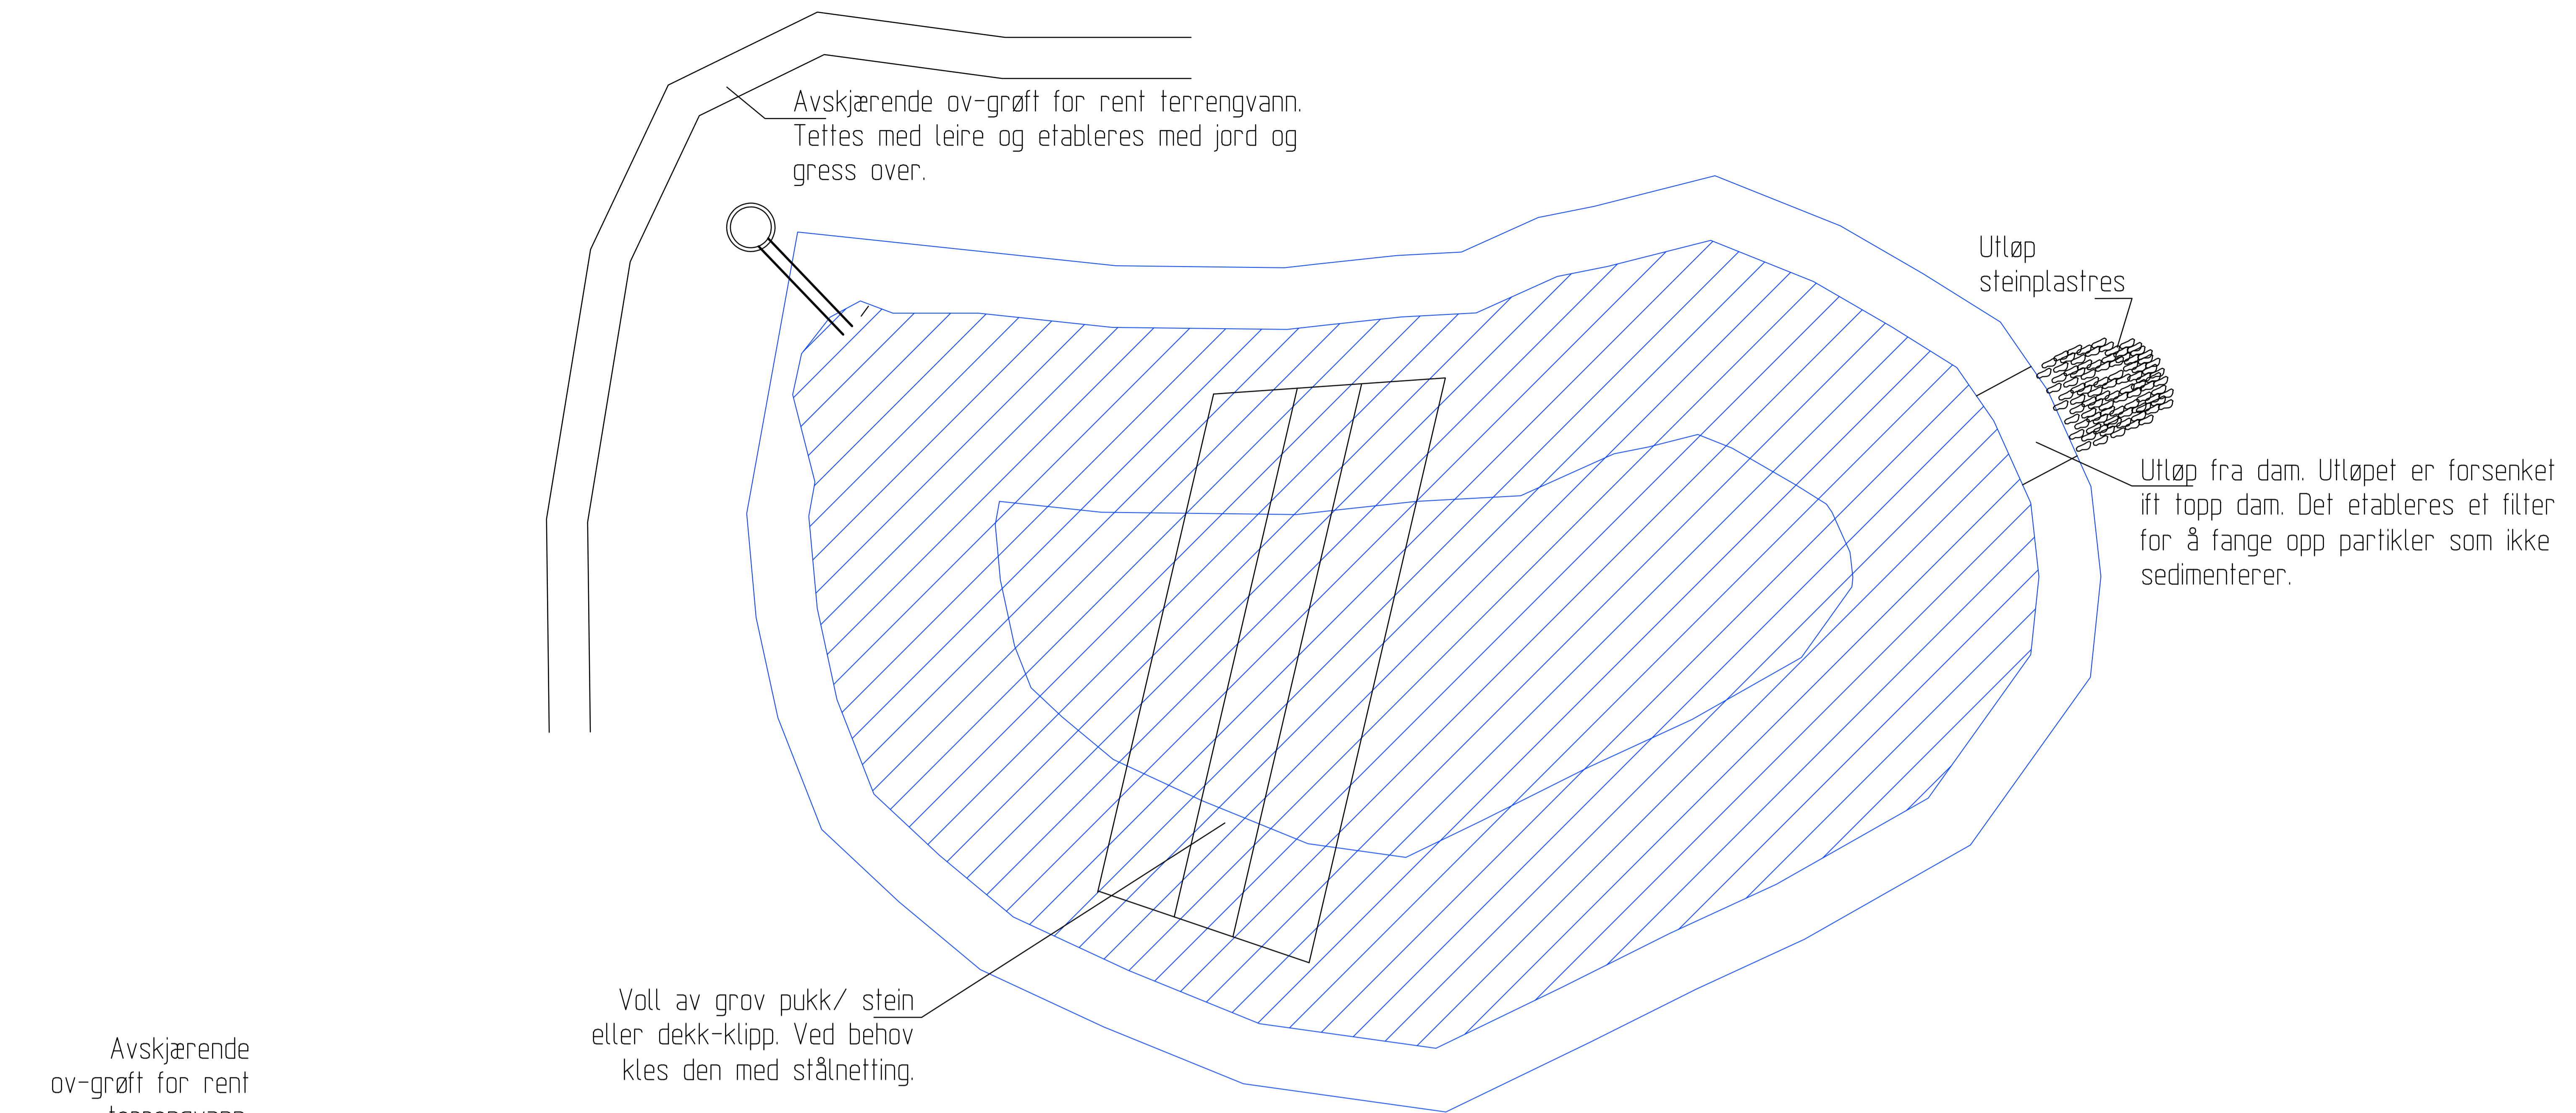 Avskjærende ov-grøft for rent terrengvann.
Tettes med leire og etableres med jord og
gress over.
Utløp
steinplastres
Utløp fra dam. Utløpet er forsenket
ift topp dam. Det etableres et filter
for å fange opp partikler som ikke
sedimenterer.
Voll av grov pukk/ stein
eller dekk-klipp. Ved behov
kles den med stålnetting.
Avskjærende
ov-grøft for rent
terrengvann.